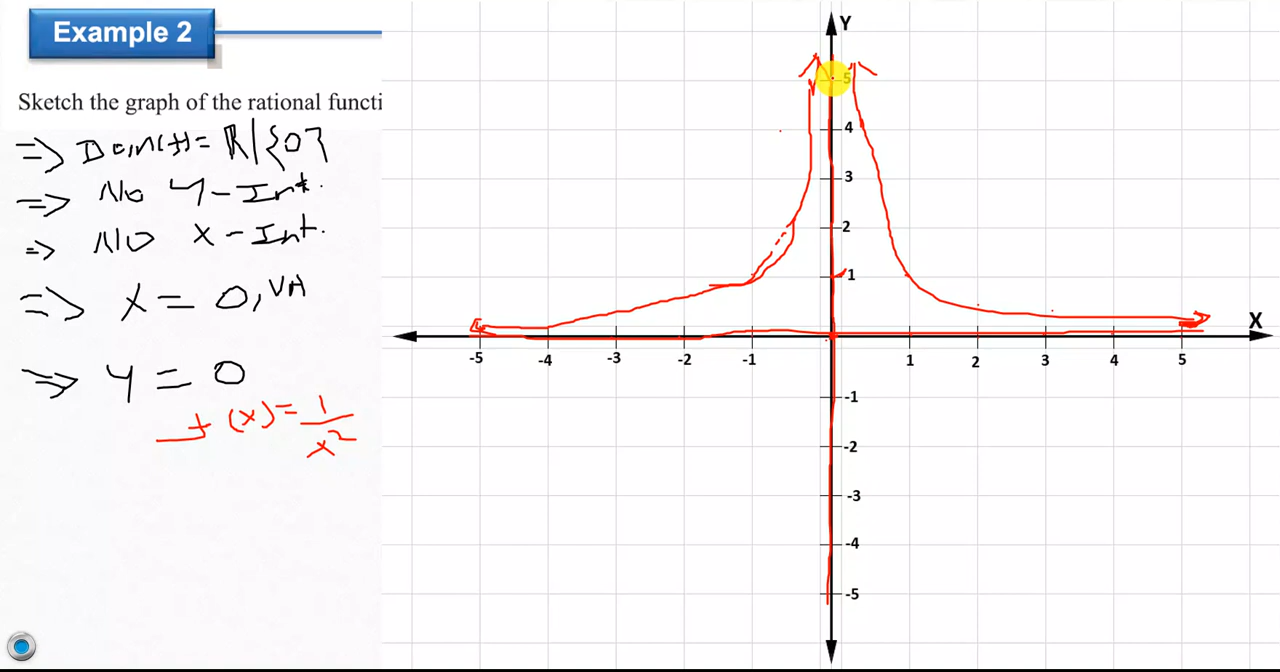 Example 2
Sketch the graph of the rational functi
⇒ Dom(f) = ℝ|{0}
⇒ No y-Int.
⇒ No x-Int.
⇒ x = 0, VA
⇒ y = 0
f(x) = 1/x²
Y
5
4
3
2
1
X
-5 -4 -3 -2 -1 1 2 3 4 5
-1
-2
-3
-4
-5